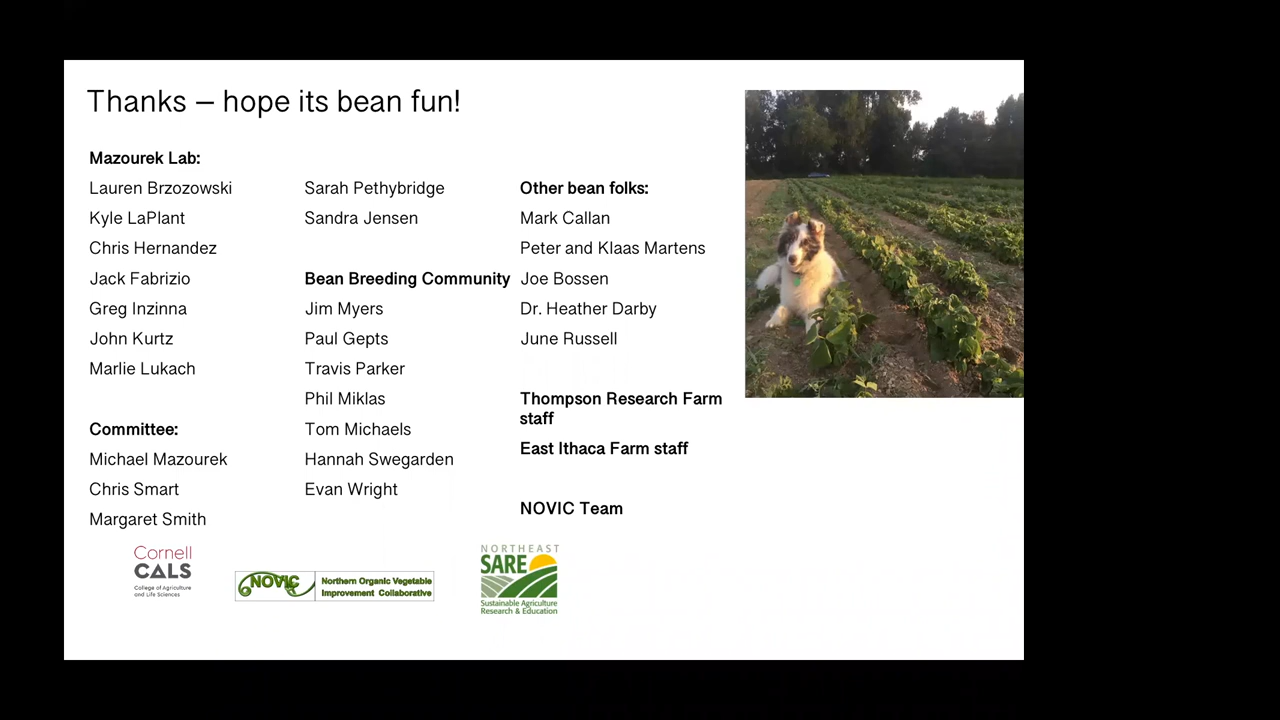 Thanks – hope its bean fun!
Mazourek Lab:
Lauren Brzozowski
Kyle LaPlant
Chris Hernandez
Jack Fabrizio
Greg Inzinna
John Kurtz
Marlie Lukach
Committee:
Michael Mazourek
Chris Smart
Margaret Smith
Sarah Pethybridge
Sandra Jensen
Bean Breeding Community
Jim Myers
Paul Gepts
Travis Parker
Phil Miklas
Tom Michaels
Hannah Swegarden
Evan Wright
Other bean folks:
Mark Callan
Peter and Klaas Martens
Joe Bossen
Dr. Heather Darby
June Russell
Thompson Research Farm
staff
East Ithaca Farm staff
NOVIC Team
Cornell
CALS
College of Agriculture
and Life Sciences
NOVIC
Northern Organic Vegetable
Improvement Collaborative
NORTHEAST
SARE
Sustainable Agriculture
Research & Education